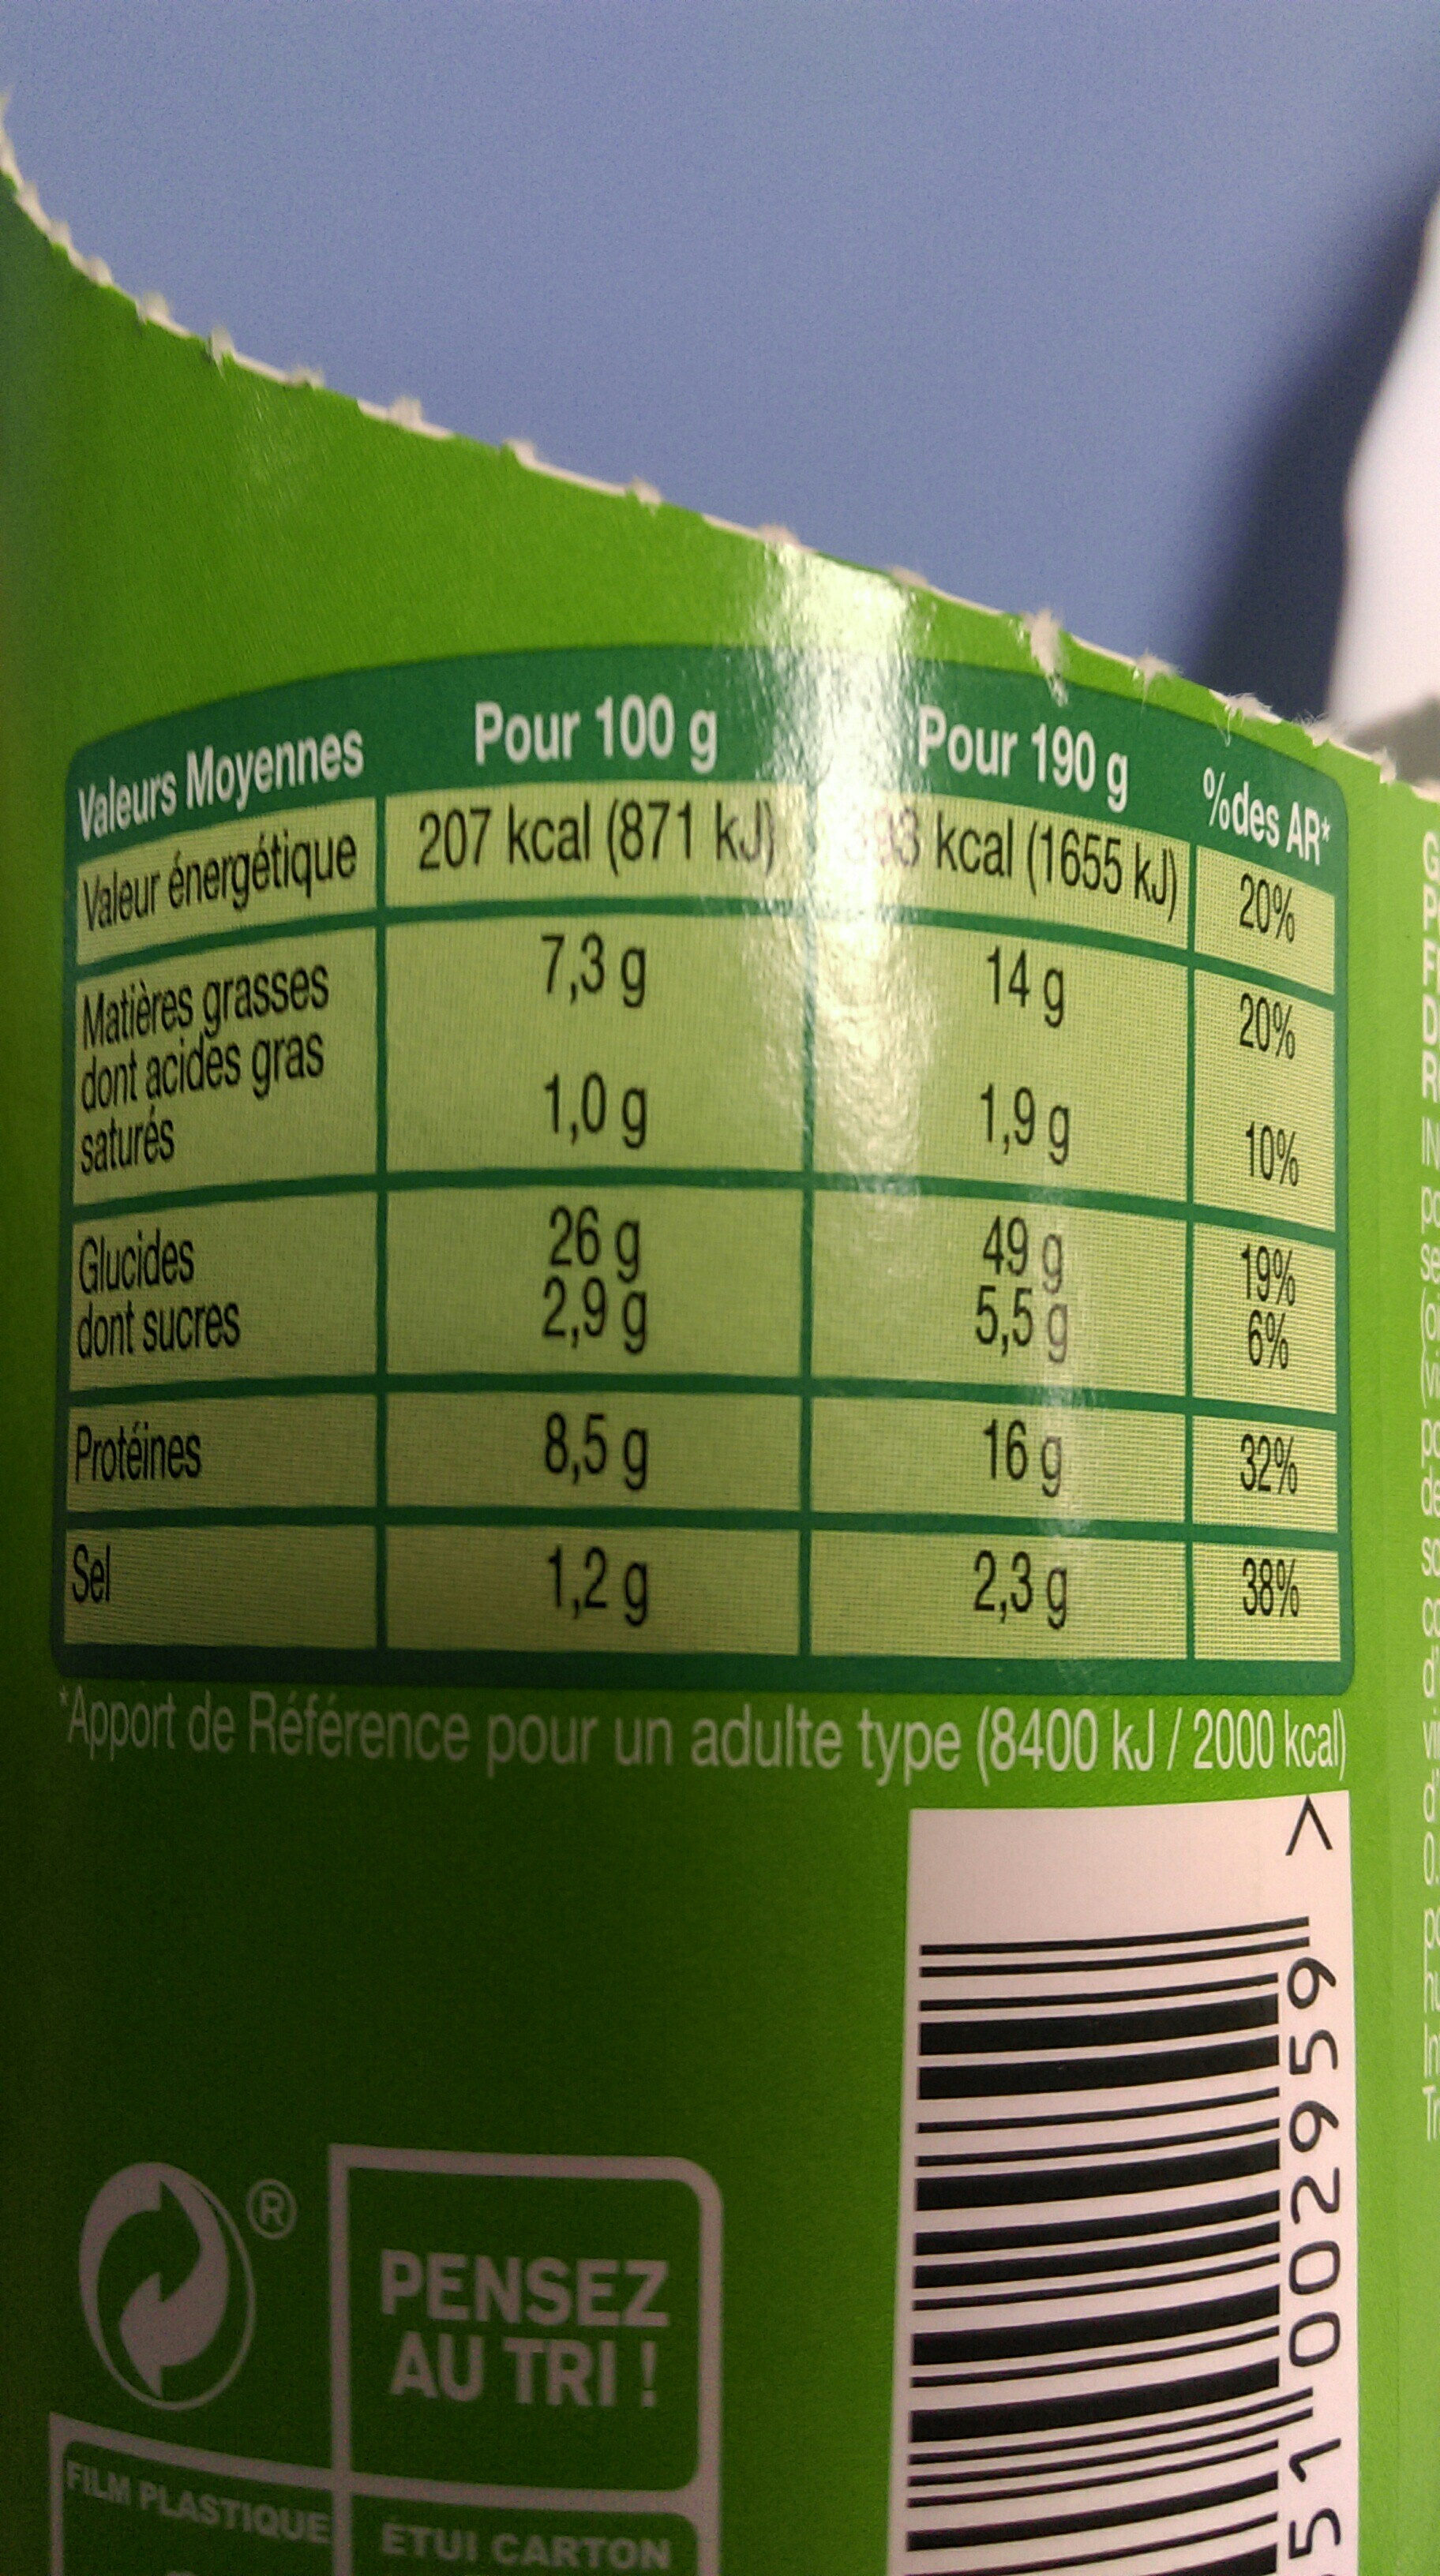 Valeurs Moyennes Pour 100 g Pour 190 g %des AR*
Valeur énergétique 207 kcal (871 kJ) kcal (1655 kJ) 20%
Matières grasses 7,3 g 14 g 20%
dont acides gras
saturés 1,0 g 1,9 g 10%
Glucides 26 g 49 g 19%
dont sucres 2,9 g 5,5 g 6%
Protéines 8,5 g 16 g 32%
Sel 1,2 g 2,3 g 38%
*Apport de Référence pour un adulte type (8400 kJ / 2000 kcal)
51002959
>
®
PENSEZ
AU TRI !
FILM PLASTIQUE
ÉTUI CARTON